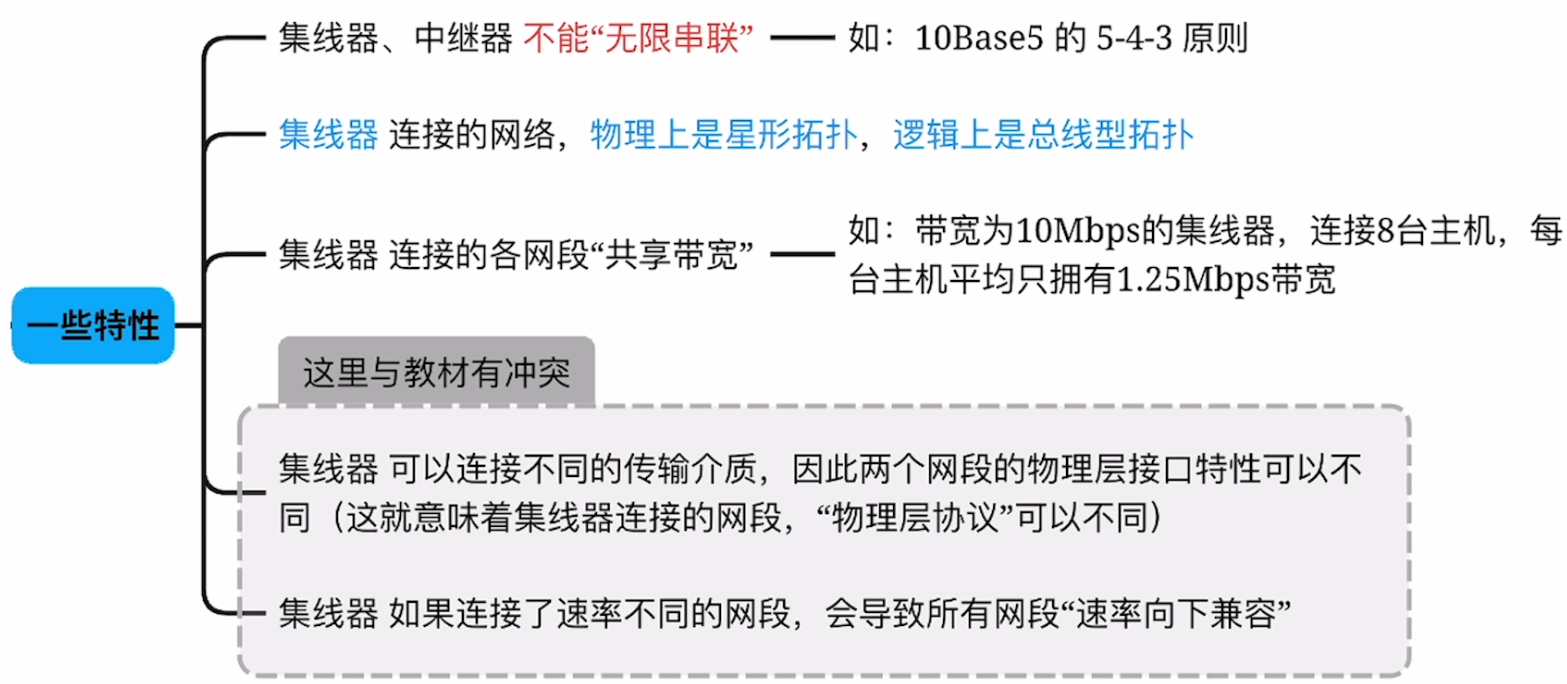 集线器、中继器 不能“无限串联”
如：10Base5 的 5-4-3 原则
集线器 连接的网络，物理上是星形拓扑，逻辑上是总线型拓扑
集线器 连接的各网段“共享带宽”
如：带宽为10Mbps的集线器，连接8台主机，每
台主机平均只拥有1.25Mbps带宽
一些特性
这里与教材有冲突
集线器 可以连接不同的传输介质，因此两个网段的物理层接口特性可以不
同（这就意味着集线器连接的网段，“物理层协议”可以不同）
集线器 如果连接了速率不同的网段，会导致所有网段“速率向下兼容”